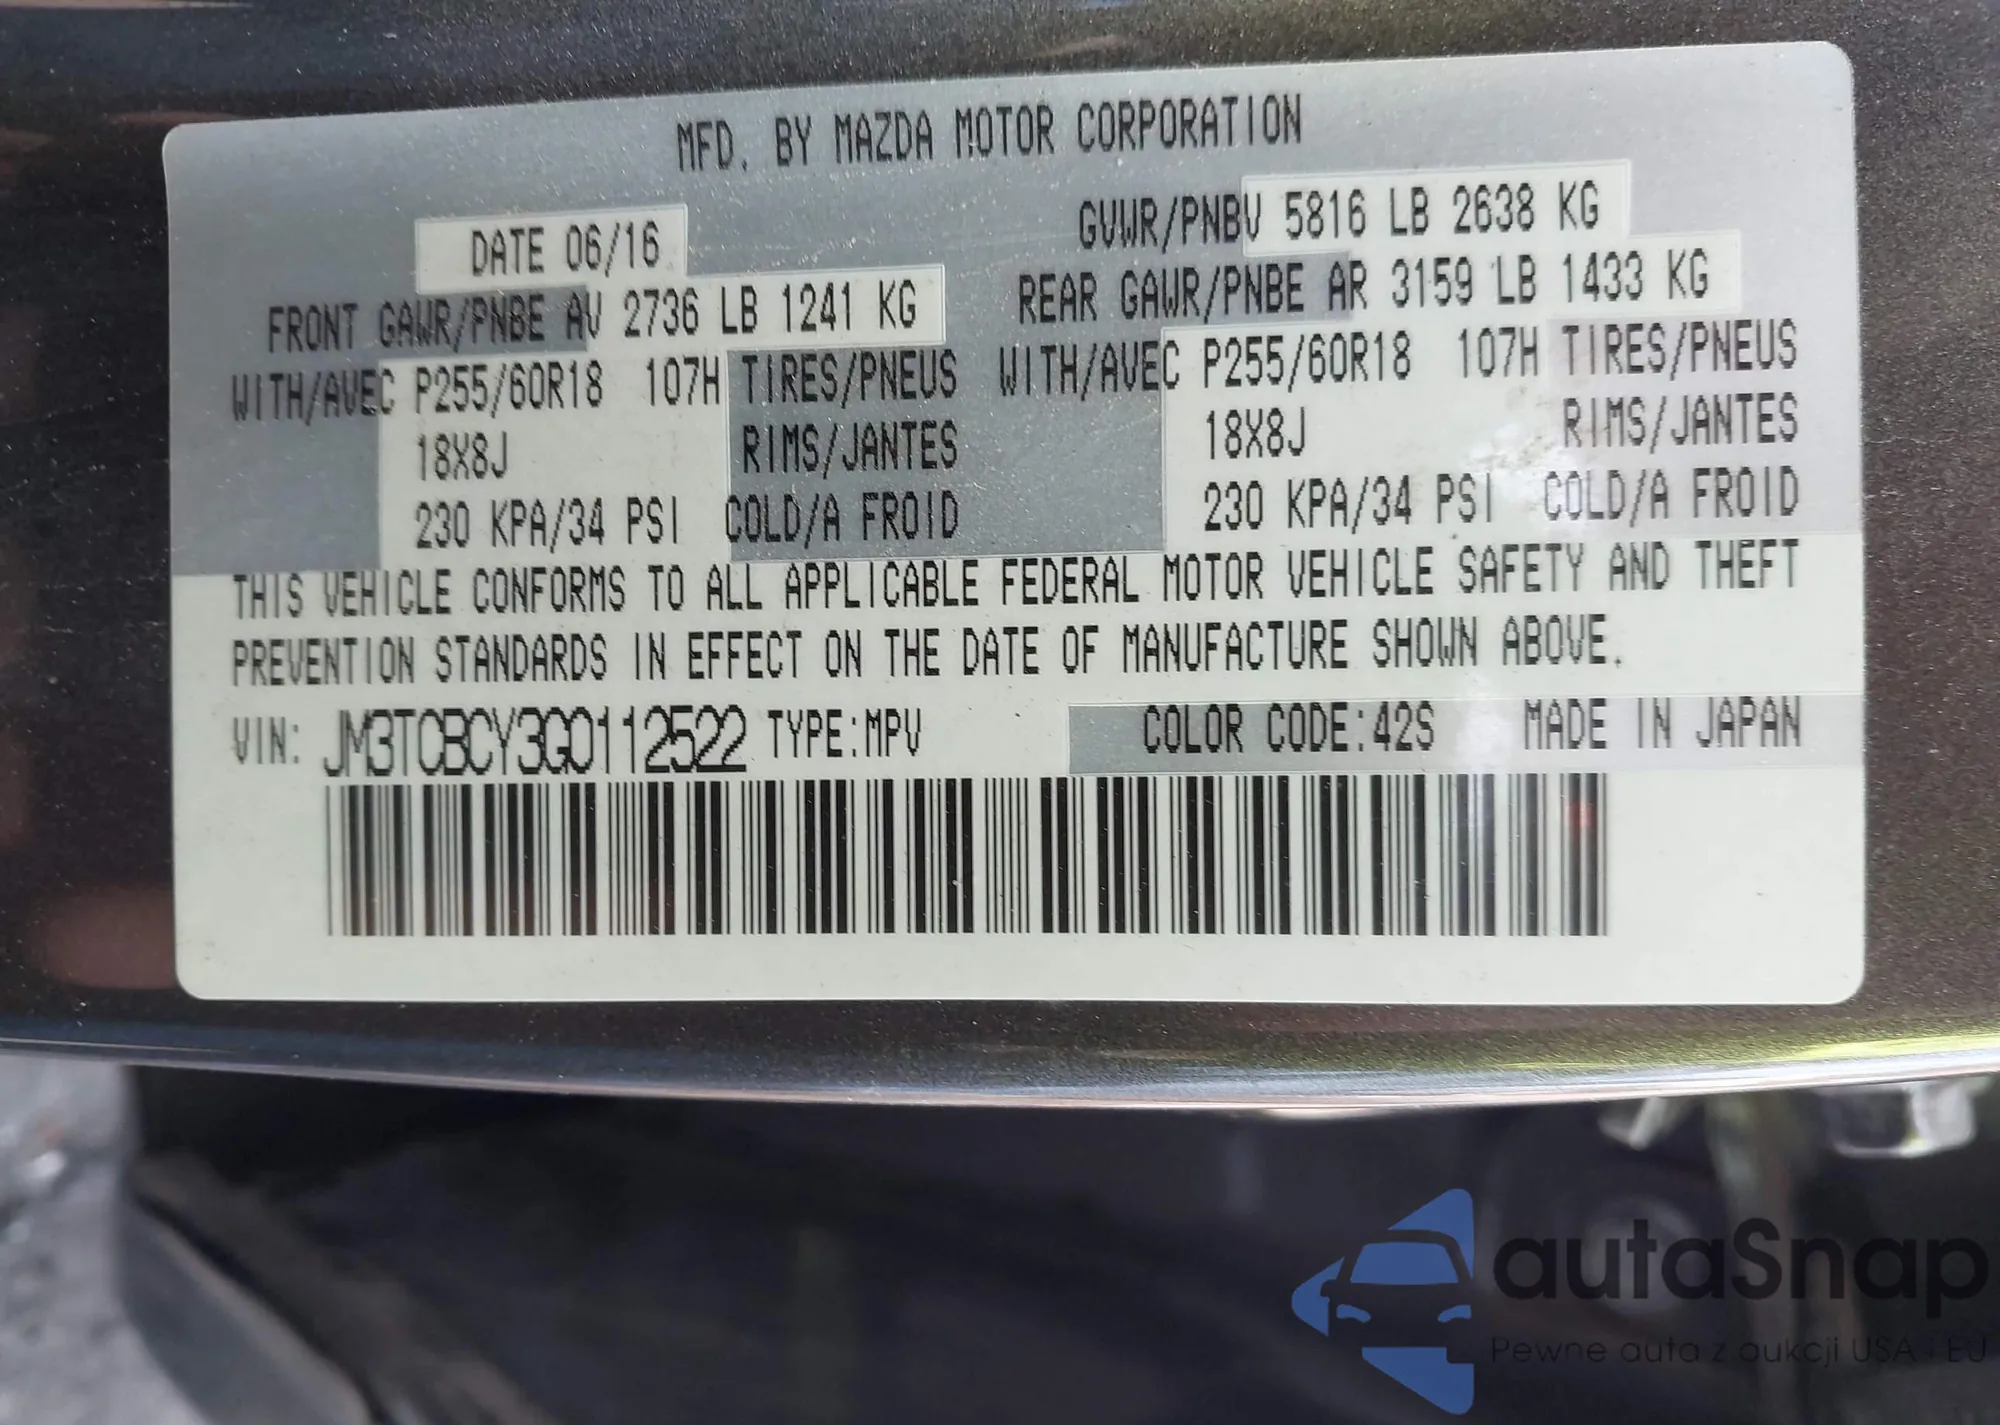 MFD. BY MAZDA MOTOR CORPORATION
DATE 06/16
GVWR/PNBV 5816 LB 2638 KG
FRONT GAWR/PNBE AV 2736 LB 1241 KG
REAR GAWR/PNBE AR 3159 LB 1433 KG
WITH/AVEC P255/60R18 107H TIRES/PNEUS
WITH/AVEC P255/60R18 107H TIRES/PNEUS
18X8J RIMS/JANTES
18X8J RIMS/JANTES
230 KPA/34 PSI COLD/A FROID
230 KPA/34 PSI COLD/A FROID
THIS VEHICLE CONFORMS TO ALL APPLICABLE FEDERAL MOTOR VEHICLE SAFETY AND THEFT
PREVENTION STANDARDS IN EFFECT ON THE DATE OF MANUFACTURE SHOWN ABOVE.
VIN: JM3TCBCY3G0112522 TYPE:MPV COLOR CODE:42S MADE IN JAPAN
autaSnap
Pewne auta z aukcji USA i EU